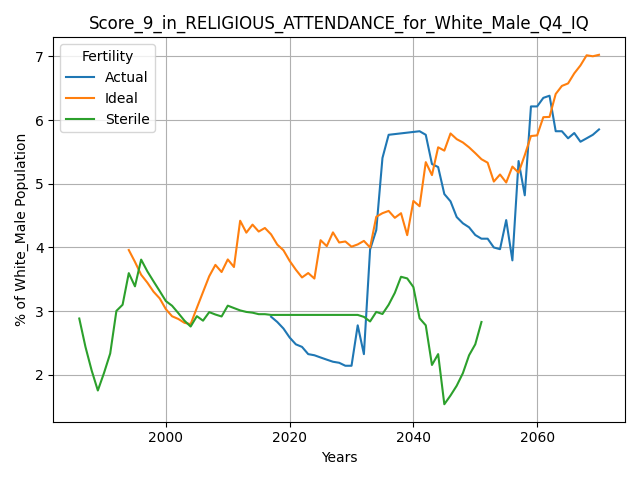 Score_9_in_RELIGIOUS_ATTENDANCE_for_White_Male_Q4_IQ
Fertility
Actual
Ideal
Sterile
% of White_Male Population
7
6
5
4
3
2
2000
2020
2040
2060
Years